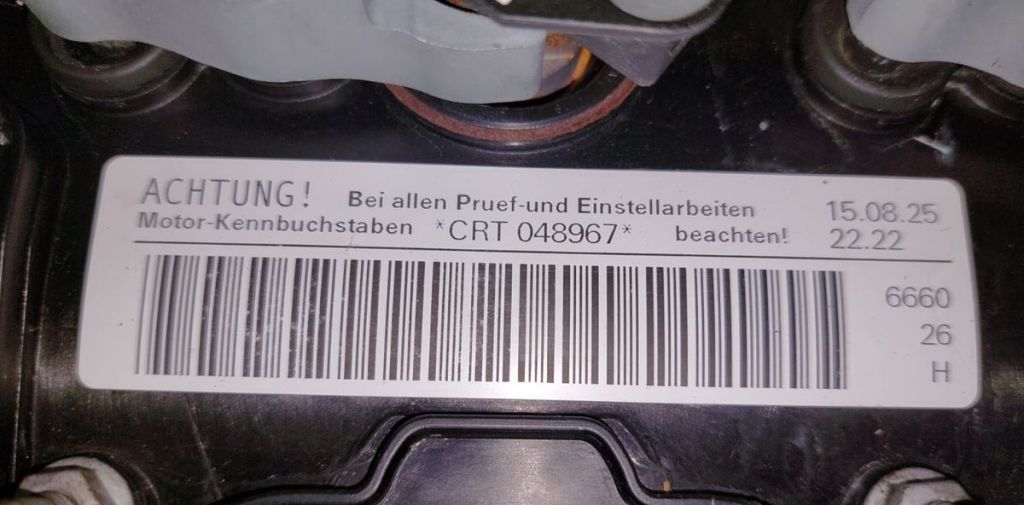 ACHTUNG! Bei allen Pruef-und Einstellarbeiten 15.08.25
Motor-Kennbuchstaben *CRT 048967* beachten! 22.22
6660
26
H